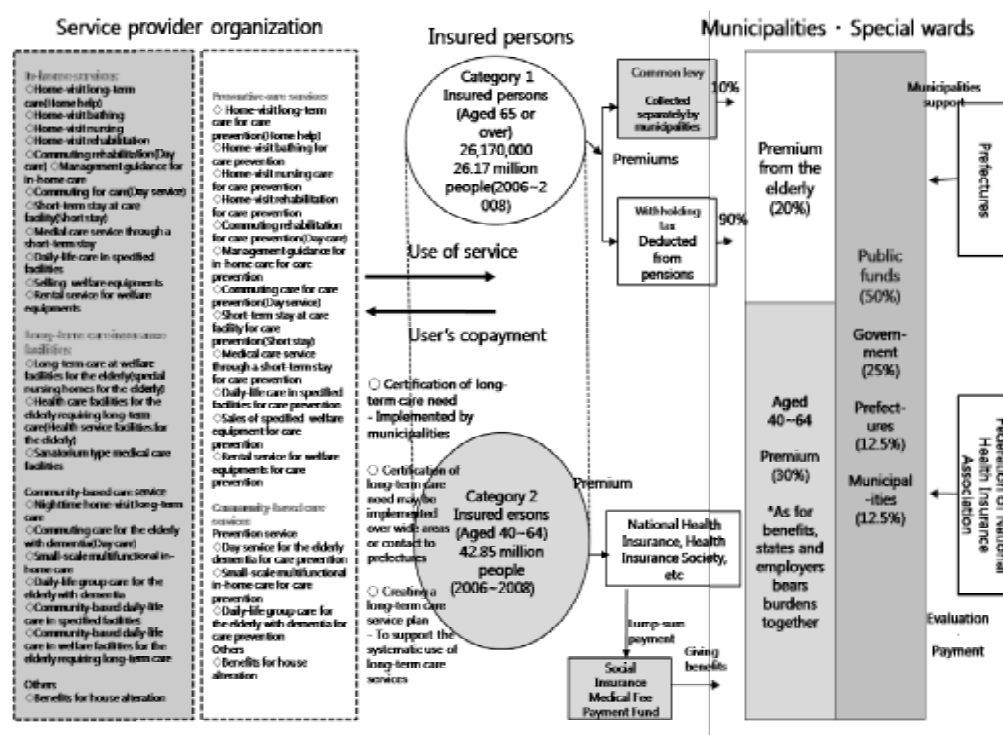 Service provider organization
Insured persons
Municipalities · Special wards
In-home services:
◇Home-visit long-term
care(Home help)
◇Home-visit bathing
◇Home-visit nursing
◇Home-visit rehabilitation
◇Commuting rehabilitation(Day
care) ◇Management guidance for
in-home care
◇Commuting for care(Day service)
◇Short-term stay at care
facility(Short stay)
◇Medial care service through a
short-term stay
◇Daily-life care in specified
facilities
◇Selling welfare equipments
◇Rental service for welfare
equipments
Long-term care insurance
facilities:
◇Long-term care at welfare
facilities for the elderly(special
nursing homes for the elderly)
◇Health care facilities for the
elderly requiring long-term
care(Health service facilities for
the elderly)
◇Sanatorium type medical care
facilities
Community-based care service
◇Nighttime home-visit long-term
care
◇Commuting care for the elderly
with dementia(Day care)
◇Small-scale multifunctional in-
home care
◇Daily-life group care for the
elderly with dementia
◇Community-based daily life
care in specified facilities
◇Community-based daily life
care in welfare facilities for the
elderly requiring long-term care
Others
◇Benefits for house alteration
Preventive care services:
◇ Home-visit long-term
care for care
prevention(Home help)
◇Home-visit bathing for
care prevention
◇Home-visit nursing care
for care prevention
◇Home-visit rehabilitation
for care prevention
◇Commuting rehabilitation
for care prevention(Day care)
◇Management guidance for
in-home care for care
prevention
◇Commuting care for care
prevention(Day service)
◇Short-term stay at care
facility for care
prevention(Short stay)
◇Medical care service
through a short-term stay
for care prevention
◇Daily-life care in specified
facilities for care prevention
◇Sales of specified welfare
equipment for care
prevention
◇Rental service for welfare
equipments for care
prevention
Community-based care
services
Prevention service
◇Day service for the elderly
dementia for care prevention
◇Small-scale multifunctional
in-home care for care
prevention
◇Daily-life group care for
the elderly with dementia for
care prevention
Others
◇Benefits for house
alteration
Category 1
Insured persons
(Aged 65 or
over)
26,170,000
26.17 million
people(2006~2
008)
Use of service
User's copayment
○ Certification of long-
term care need
- Implemented by
municipalities
○ Certification of
long-term care
need may be
implemented
over wide areas
or contact to
prefectures
○ Creating a
long-term care
service plan
- To support the
systematic use of
long-term care
services
Category 2
Insured ersons
(Aged 40~64)
42.85 million
people
(2006~2008)
Common levy
Collected
separately by
municipalities
10%
Premiums
Withholding
tax
Deducted
from
pensions
90%
Premium
National Health
Insurance, Health
Insurance Society,
etc
Lump-sum
payment
Social
Insurance
Medical Fee
Payment Fund
Giving
benefits
Premium
from the
elderly
(20%)
Aged
40~64
Premium
(30%)
*As for
benefits,
states and
employers
bears
burdens
together
Public
funds
(50%)
Govern-
ment
(25%)
Prefect-
ures
(12.5%)
Municipal
-ities
(12.5%)
Municipalities
support
Prefectures
Federation of National
Health Insurance
Association
Evaluation
·
Payment